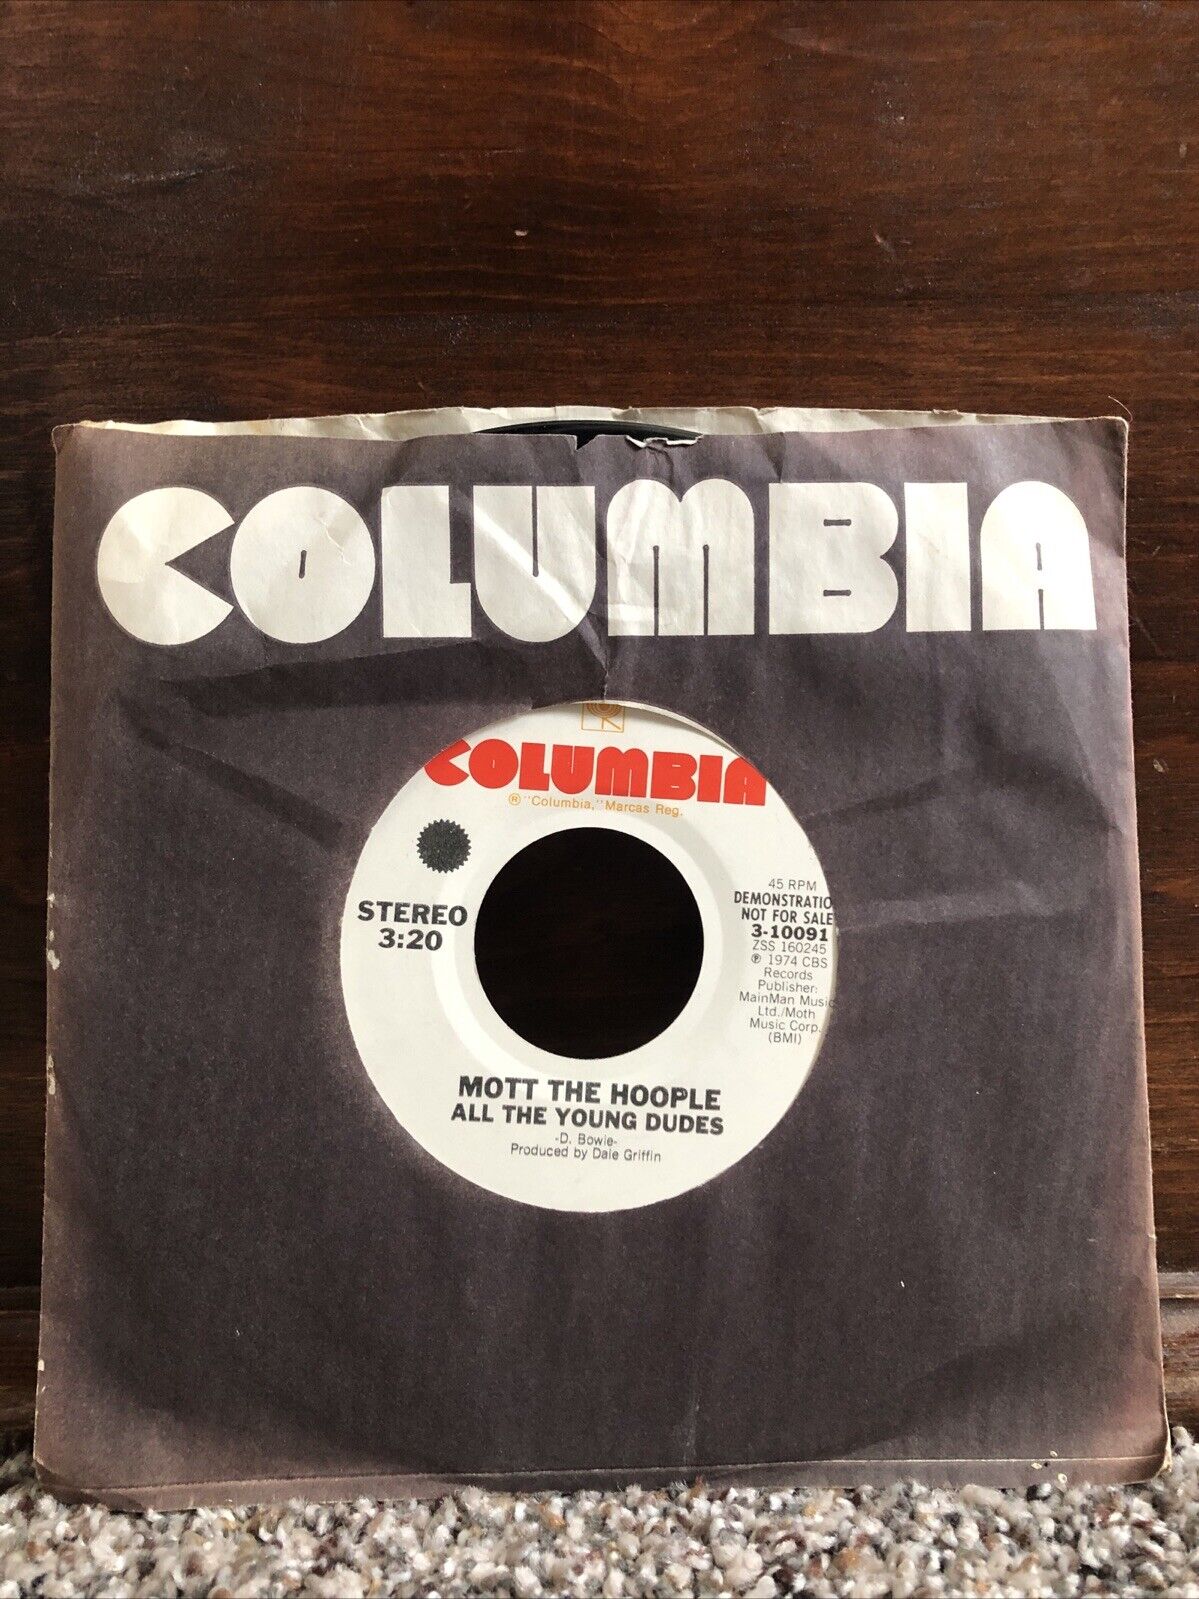 COLUMBIA
COLUMBIA
® "Columbia," Marcas Reg.
STEREO
3:20
45 RPM
DEMONSTRATIO
NOT FOR SALE
3-10091
ZSS 160245
℗ 1974 CBS
Records
Publisher:
MainMan Music
Ltd./Moth
Music Corp.
(BMI)
MOTT THE HOOPLE
ALL THE YOUNG DUDES
-D. Bowie-
Produced by Dale Griffin